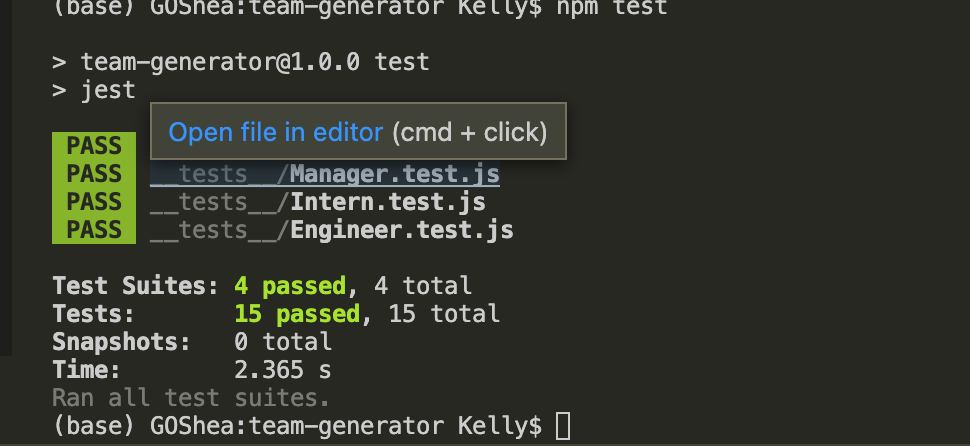 (base) GOShea:team-generator Kelly$ npm test
> team-generator@1.0.0 test
> jest
Open file in editor (cmd + click)
PASS
PASS __tests__/Manager.test.js
PASS __tests__/Intern.test.js
PASS __tests__/Engineer.test.js
Test Suites: 4 passed, 4 total
Tests: 15 passed, 15 total
Snapshots: 0 total
Time: 2.365 s
Ran all test suites.
(base) GOShea:team-generator Kelly$